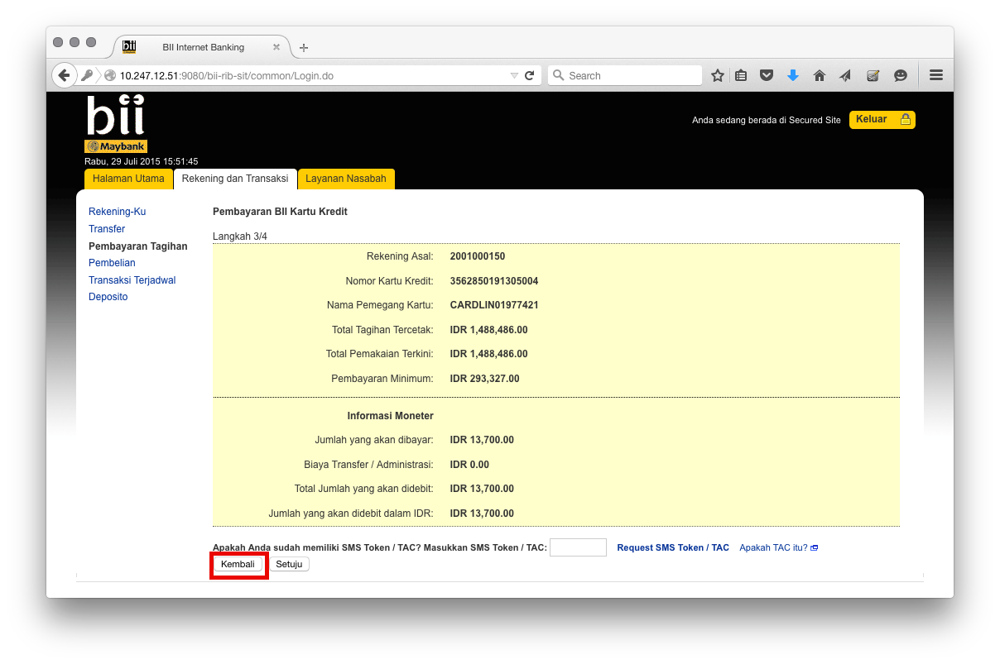 BII Internet Banking
10.247.12.51:9080/bii-rib-sit/common/Login.do
Search
bii
Maybank
Anda sedang berada di Secured Site
Keluar
Rabu, 29 Juli 2015 15:51:45
Halaman Utama
Rekening dan Transaksi
Layanan Nasabah
Rekening-Ku
Transfer
Pembayaran Tagihan
Pembelian
Transaksi Terjadwal
Deposito
Pembayaran BII Kartu Kredit
Langkah 3/4
Rekening Asal: 2001000150
Nomor Kartu Kredit: 3562850191305004
Nama Pemegang Kartu: CARDLIN01977421
Total Tagihan Tercetak: IDR 1,488,486.00
Total Pemakaian Terkini: IDR 1,488,486.00
Pembayaran Minimum: IDR 293,327.00
Informasi Moneter
Jumlah yang akan dibayar: IDR 13,700.00
Biaya Transfer / Administrasi: IDR 0.00
Total Jumlah yang akan didebit: IDR 13,700.00
Jumlah yang akan didebit dalam IDR: IDR 13,700.00
Apakah Anda sudah memiliki SMS Token / TAC? Masukkan SMS Token / TAC: Request SMS Token / TAC Apakah TAC itu?
Kembali Setuju